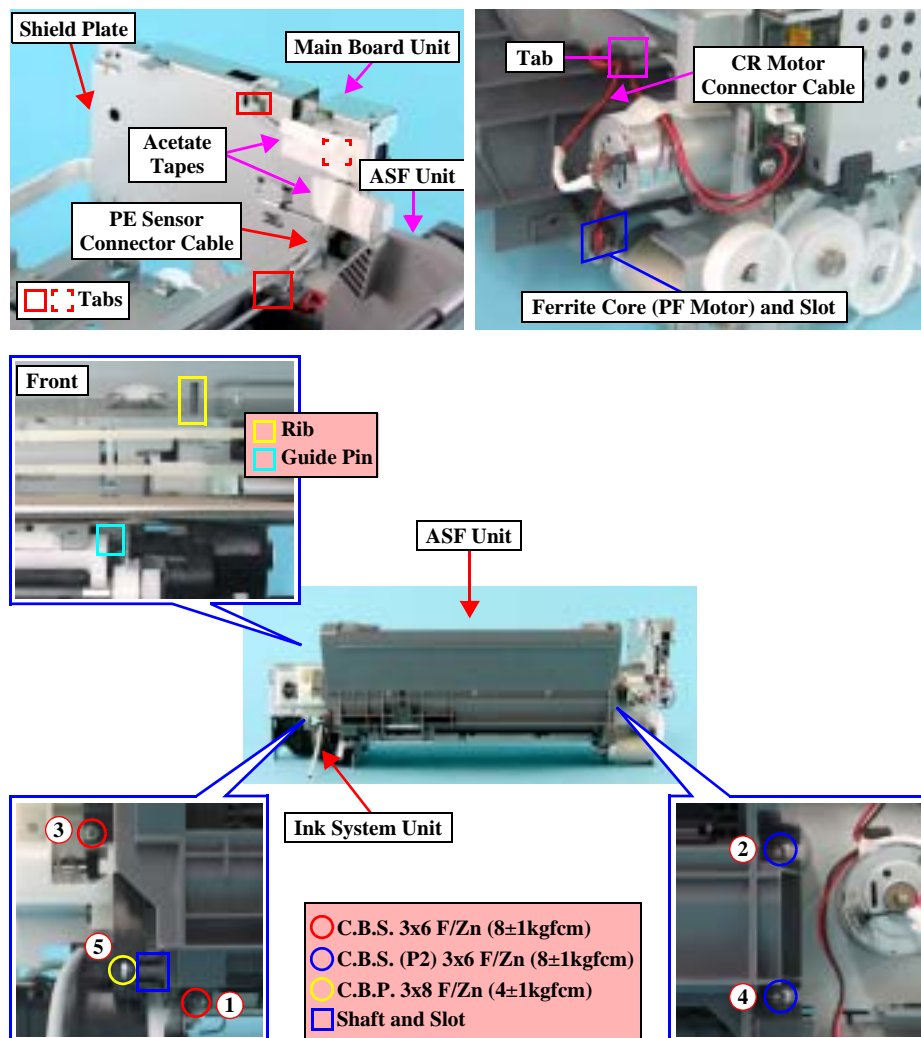 Shield Plate
Main Board Unit
Acetate
Tapes
ASF Unit
PE Sensor
Connector Cable
Tabs
Tab
CR Motor
Connector Cable
Ferrite Core (PF Motor) and Slot
Front
Rib
Guide Pin
ASF Unit
Ink System Unit
3
5
1
C.B.S. 3x6 F/Zn (8±1kgfcm)
C.B.S. (P2) 3x6 F/Zn (8±1kgfcm)
C.B.P. 3x8 F/Zn (4±1kgfcm)
Shaft and Slot
2
4